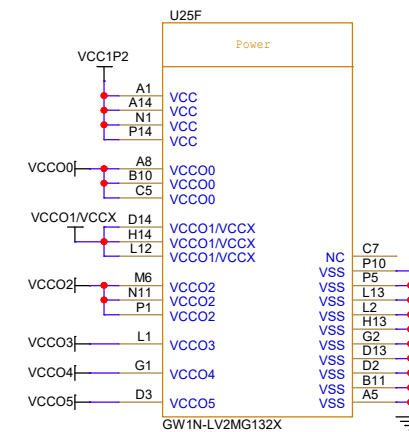 U25F
Power
VCC1P2
A1 VCC
A14 VCC
N1 VCC
P14 VCC
VCCO0 A8 VCCO0
B10 VCCO0
C5 VCCO0
VCCO1/VCCX D14 VCCO1/VCCX
H14 VCCO1/VCCX
L12 VCCO1/VCCX
NC C7
VSS P10
VCCO2 M6 VCCO2
VSS P5
N11 VCCO2
VSS L13
P1 VCCO2
VSS L2
VSS H13
VCCO3 L1 VCCO3
VSS G2
VSS D13
VCCO4 G1 VCCO4
VSS D2
VSS B11
VCCO5 D3 VCCO5
VSS A5
GW1N-LV2MG132X